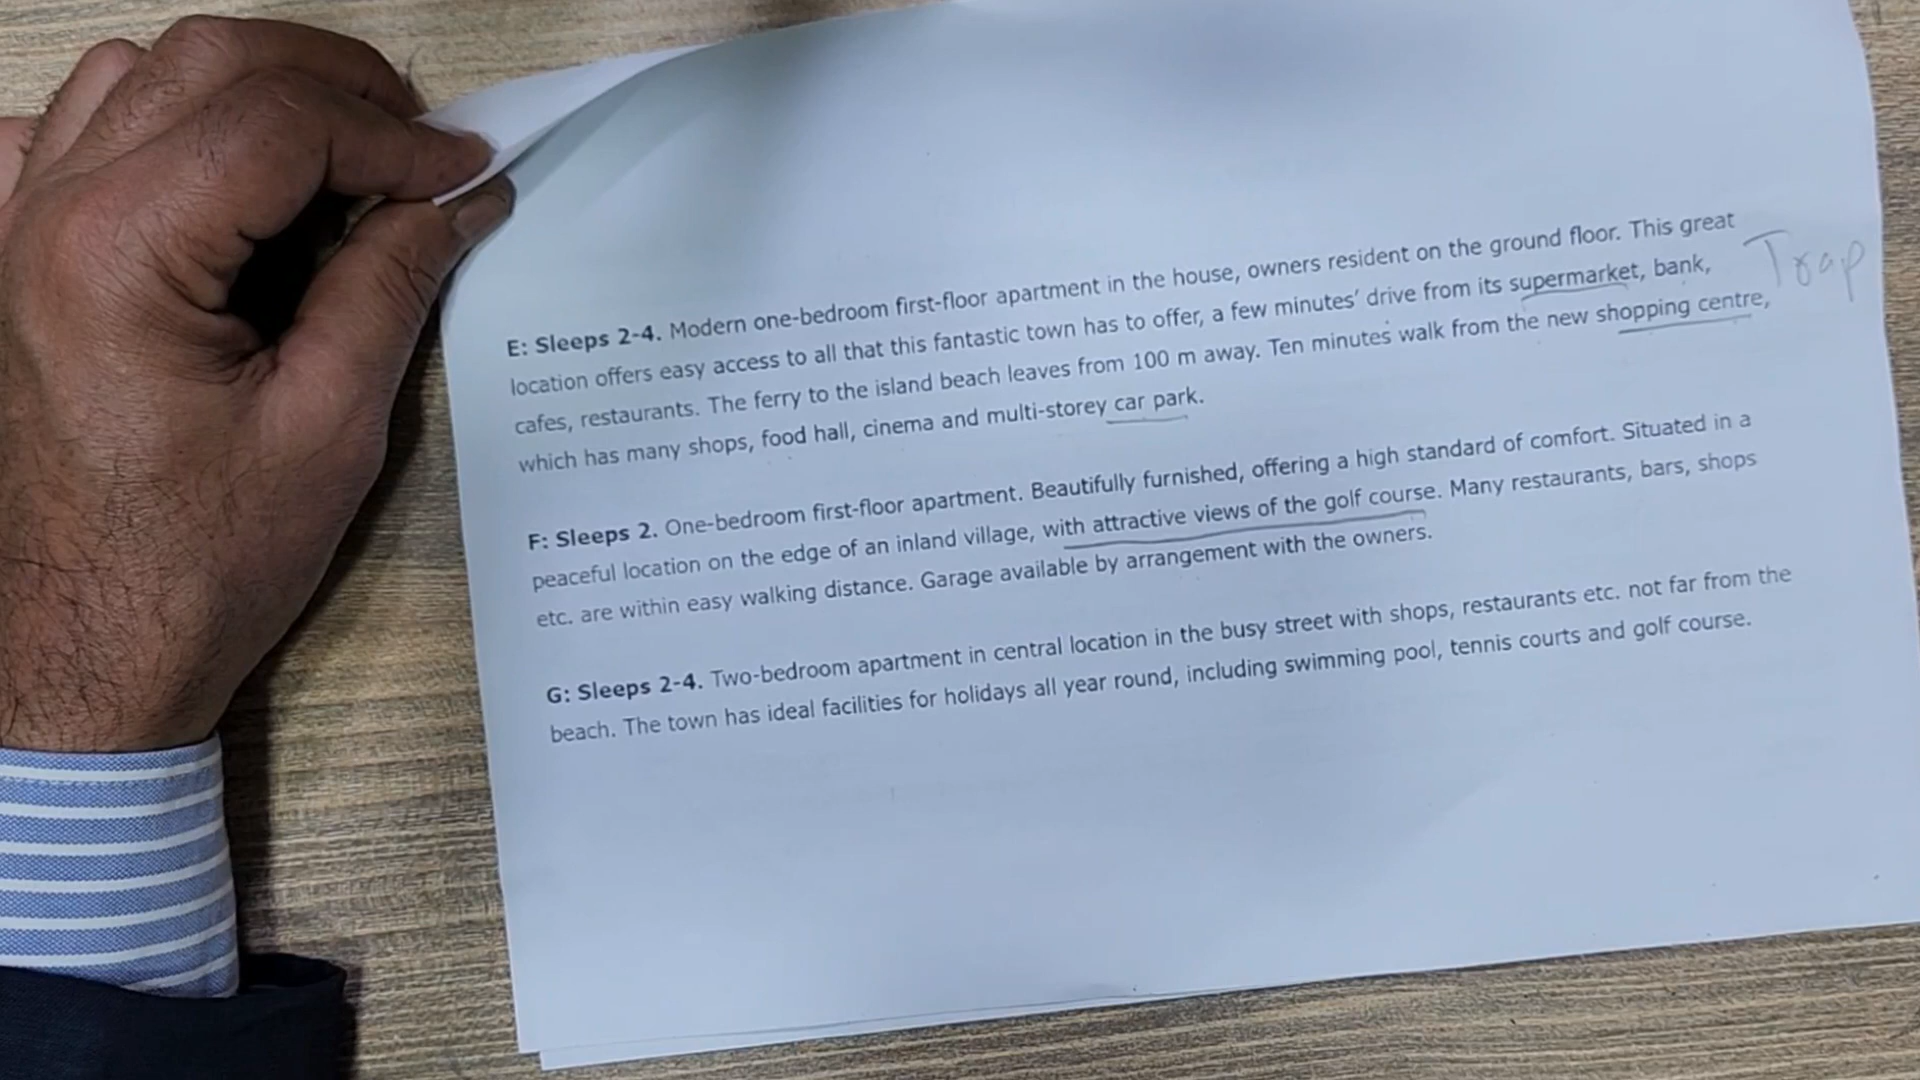 E: Sleeps 2-4. Modern one-bedroom first-floor apartment in the house, owners resident on the ground floor. This great
location offers easy access to all that this fantastic town has to offer, a few minutes' drive from its supermarket, bank,
Trap
cafes, restaurants. The ferry to the island beach leaves from 100 m away. Ten minutes walk from the new shopping centre,
which has many shops, food hall, cinema and multi-storey car park.
F: Sleeps 2. One-bedroom first-floor apartment. Beautifully furnished, offering a high standard of comfort. Situated in a
peaceful location on the edge of an inland village, with attractive views of the golf course. Many restaurants, bars, shops
etc. are within easy walking distance. Garage available by arrangement with the owners.
G: Sleeps 2-4. Two-bedroom apartment in central location in the busy street with shops, restaurants etc. not far from the
beach. The town has ideal facilities for holidays all year round, including swimming pool, tennis courts and golf course.